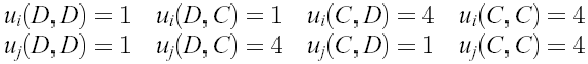 u_i(D, D) = 1 u_i(D, C) = 1 u_i(C, D) = 4 u_i(C, C) = 4
u_j(D, D) = 1 u_j(D, C) = 4 u_j(C, D) = 1 u_j(C, C) = 4